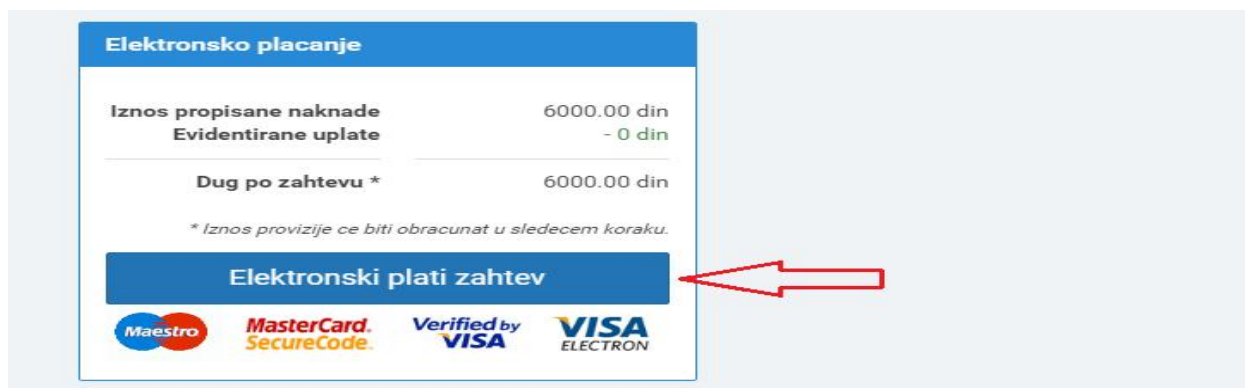 Elektronsko placanje
Iznos propisane naknade 6000.00 din
Evidentirane uplate - 0 din
Dug po zahtevu * 6000.00 din
* Iznos provizije ce biti obracunat u sledecem koraku.
Elektronski plati zahtev
Maestro MasterCard. SecureCode. Verified by VISA VISA ELECTRON